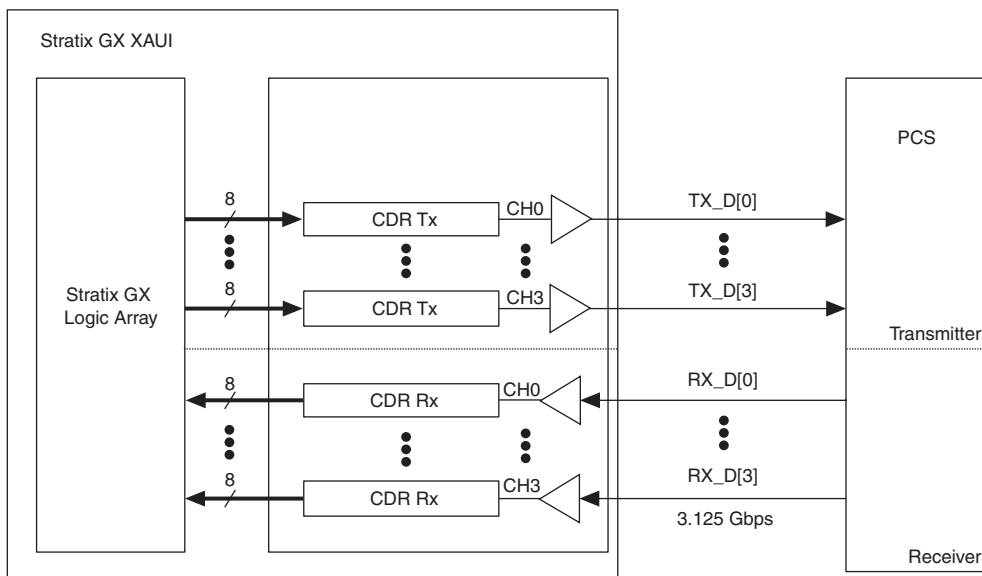 Stratix GX XAUI
PCS
8
CDR Tx
CH0
TX_D[0]
Stratix GX
Logic Array
8
CDR Tx
CH3
TX_D[3]
Transmitter
8
CDR Rx
CH0
RX_D[0]
8
CDR Rx
CH3
RX_D[3]
3.125 Gbps
Receiver